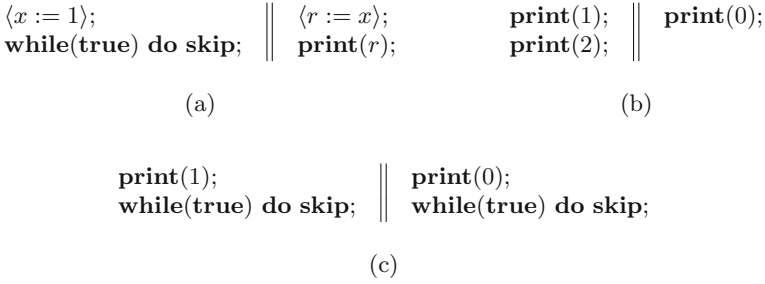 ⟨x := 1⟩; ‖ ⟨r := x⟩;
while(true) do skip; ‖ print(r);
(a)
print(1); ‖ print(0);
print(2);
(b)
print(1); ‖ print(0);
while(true) do skip; ‖ while(true) do skip;
(c)